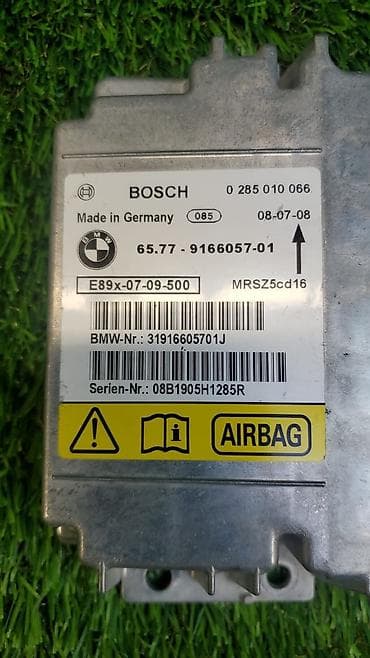 BOSCH 0 285 010 066
Made in Germany 085 08-07-08
BMW 65.77 - 9166057-01
E89x-07-09-500 MRSZ5cd16
BMW-Nr.: 31916605701J
Serien-Nr.: 08B1905H1285R
AIRBAG